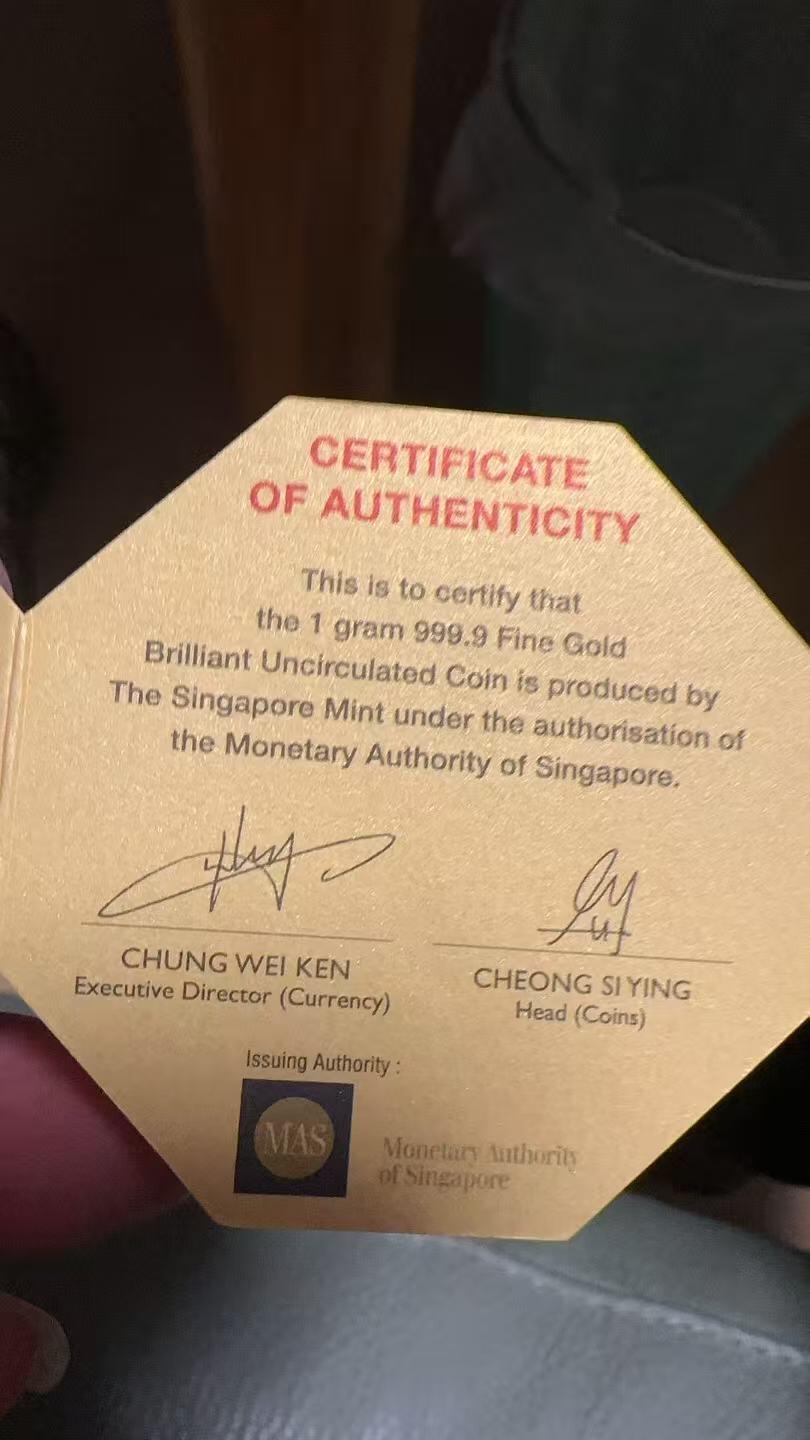 CERTIFICATE
OF AUTHENTICITY
This is to certify that
the 1 gram 999.9 Fine Gold
Brilliant Uncirculated Coin is produced by
The Singapore Mint under the authorisation of
the Monetary Authority of Singapore.
CHUNG WEI KEN
Executive Director (Currency)
CHEONG SI YING
Head (Coins)
Issuing Authority :
MAS
Monetary Authority
of Singapore